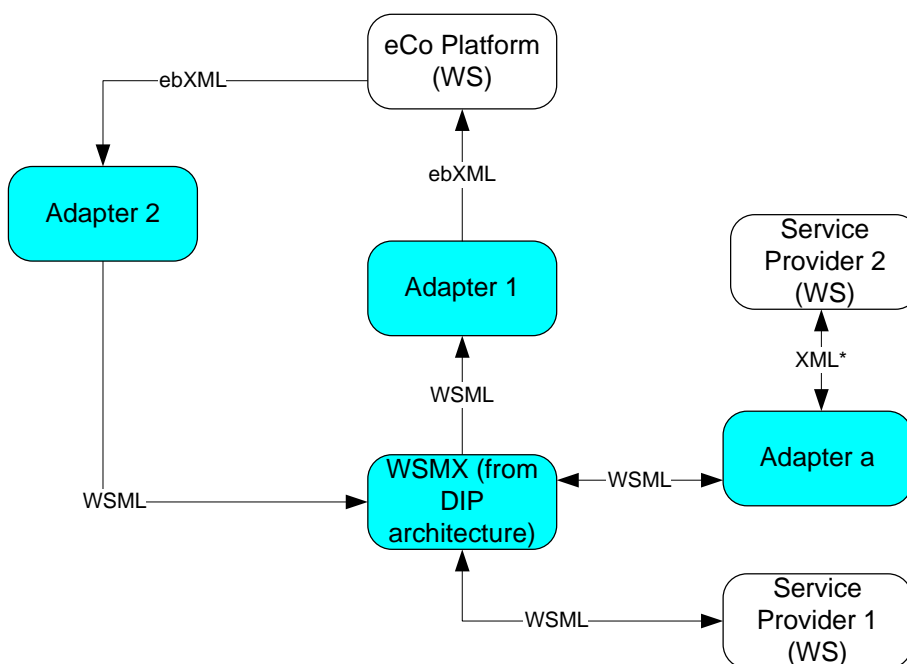 eCo Platform
(WS)
ebXML
Adapter 2
ebXML
Service
Provider 2
(WS)
Adapter 1
XML*
WSML
Adapter a
WSMX (from
DIP
architecture)
WSML
WSML
Service
Provider 1
(WS)
WSML